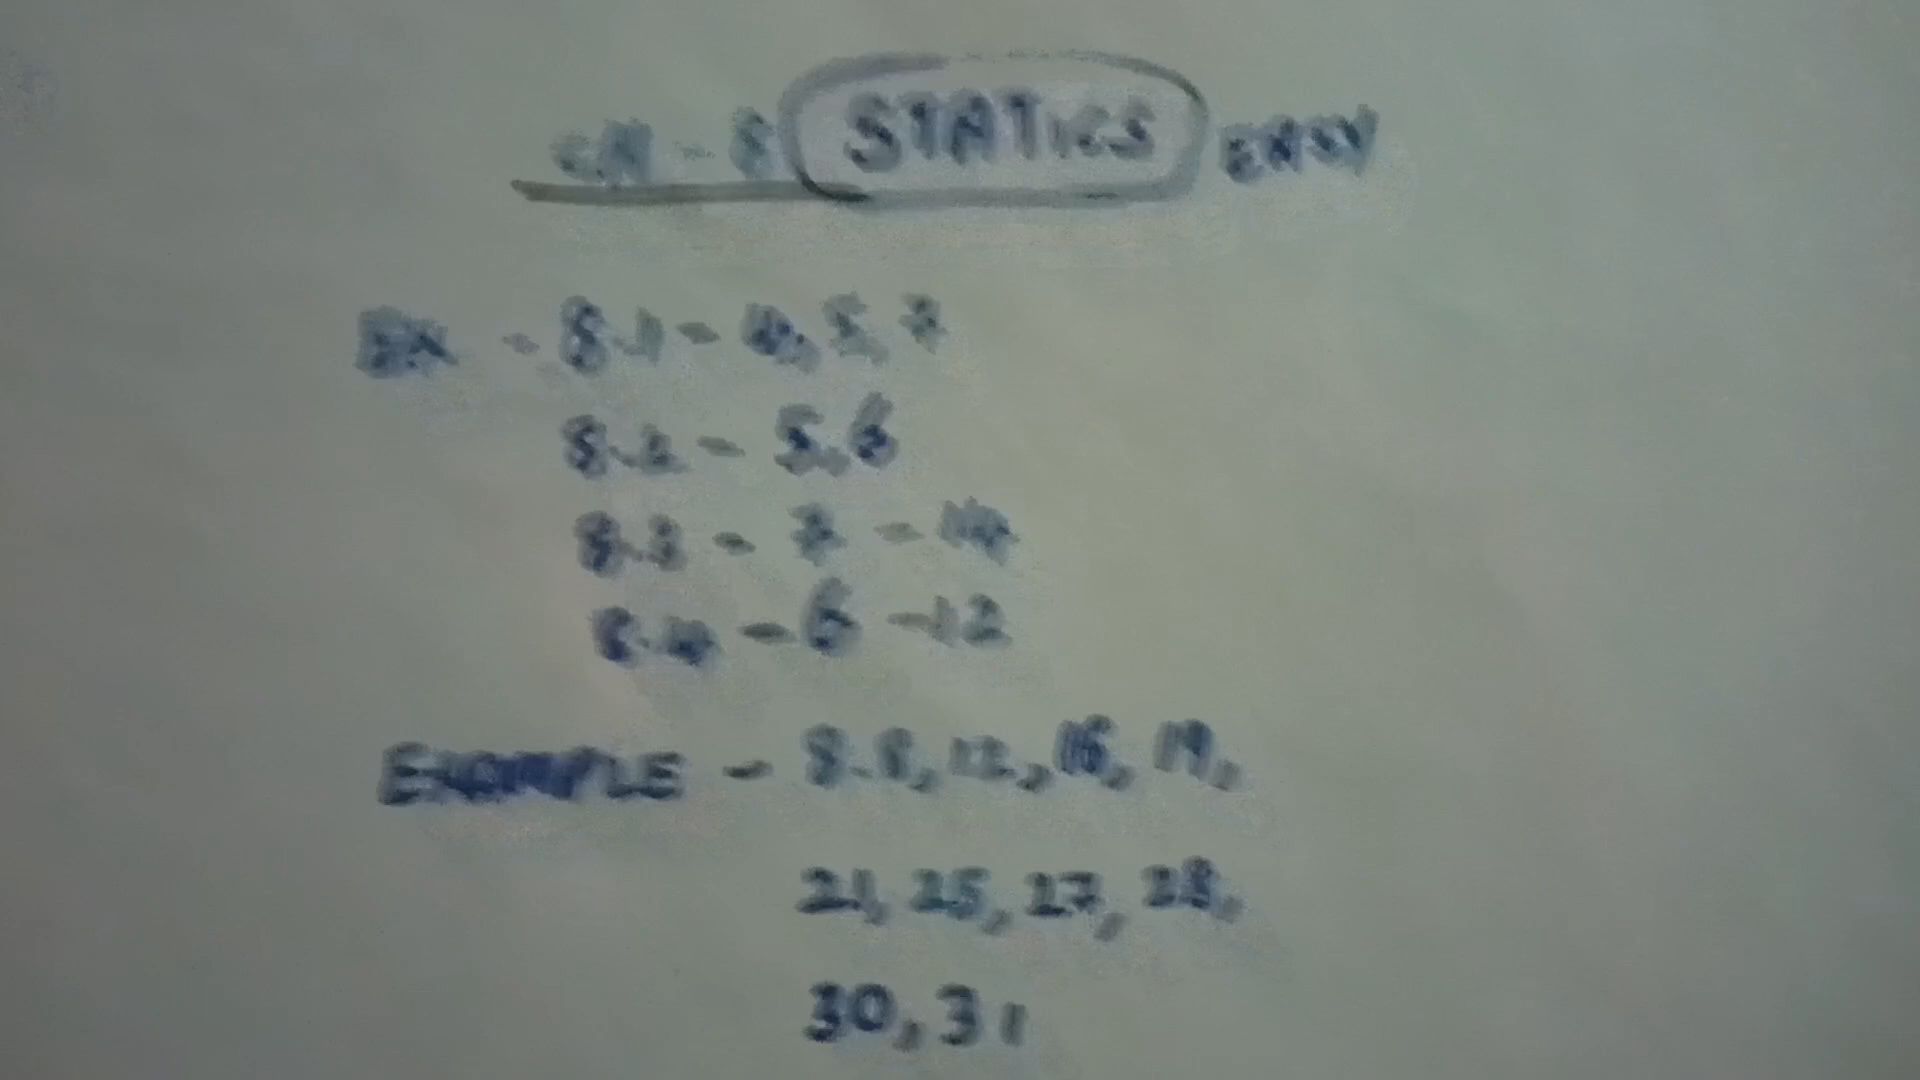 CH - 8 STATICS EASY
EX - 8.1 - 4, 5, 7
8.2 - 5, 6
8.3 - 7 - 14
8.4 - 6 - 12
EXAMPLE - 8.8, 12, 16, 19,
21, 25, 27, 28,
30, 31